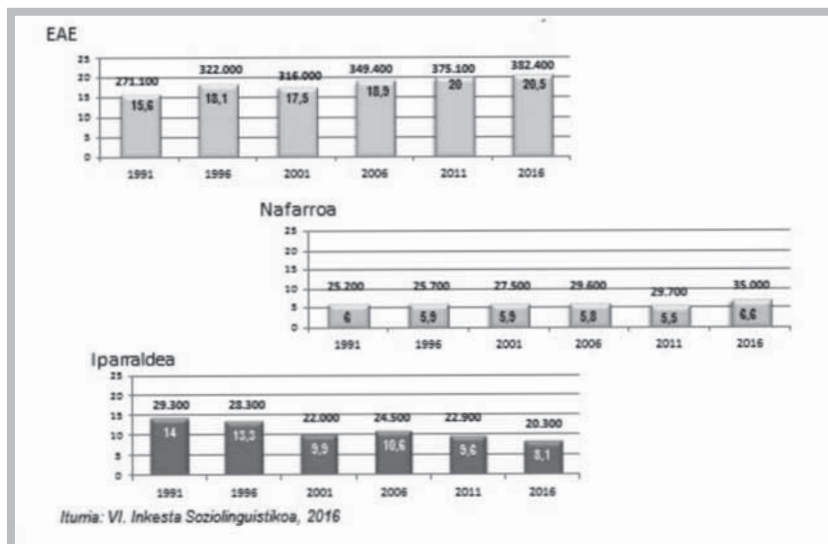 EAE
25
20
15
10
5
0
271.100 322.000 316.000 349.400 375.100 382.400
15,6 18,1 17,5 18,9 20 20,5
1991 1996 2001 2006 2011 2016
Nafarroa
25
20
15
10
5
0
25.200 25.700 27.500 29.600 29.700 35.000
6 5,9 5,9 5,8 5,5 6,6
1991 1996 2001 2006 2011 2016
Iparraldea
25
20
15
10
5
0
29.300 28.300 22.000 24.500 22.900 20.300
14 13,3 9,9 10,6 9,6 8,1
1991 1996 2001 2006 2011 2016
Iturria: VI. Inkesta Soziolinguistikoa, 2016